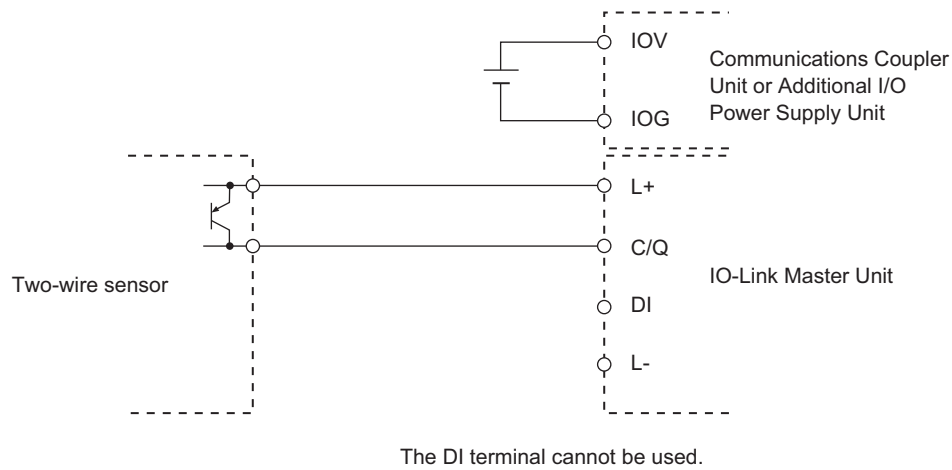 IOV
Communications Coupler
Unit or Additional I/O
Power Supply Unit
IOG
L+
C/Q
Two-wire sensor
IO-Link Master Unit
DI
L-
The DI terminal cannot be used.